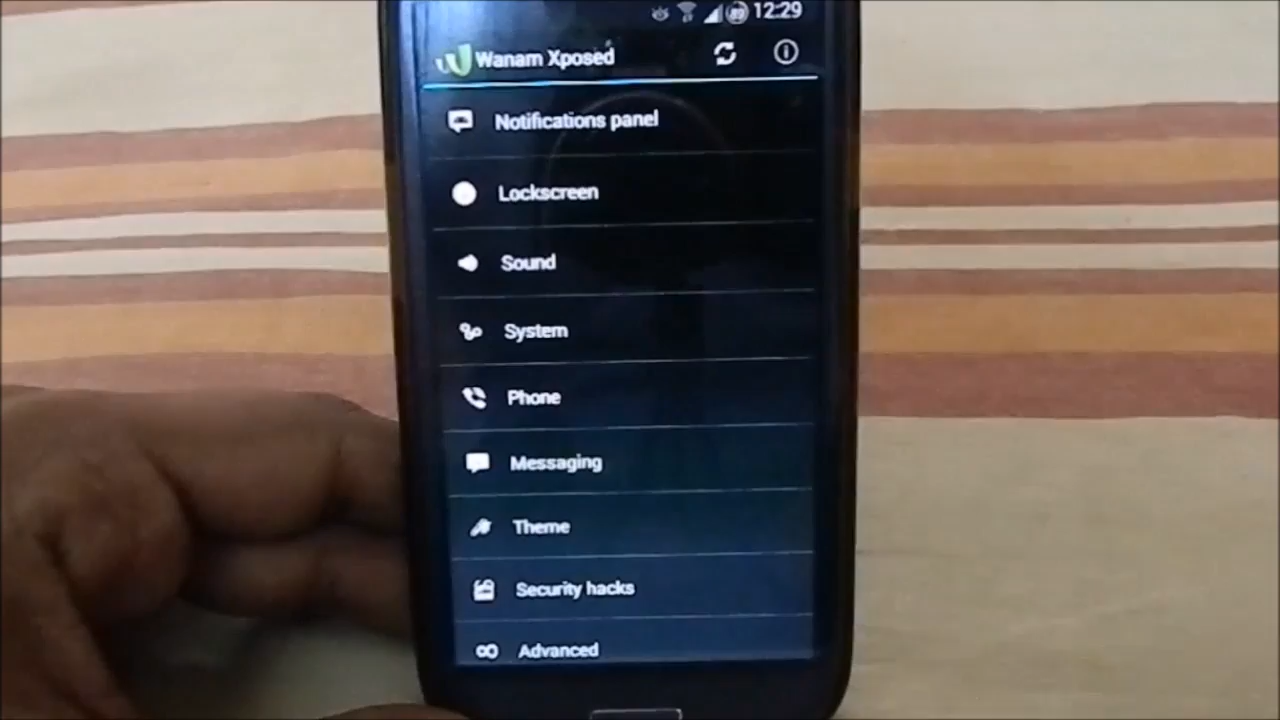 12:29
Wanam Xposed
Notifications panel
Lockscreen
Sound
System
Phone
Messaging
Theme
Security hacks
Advanced